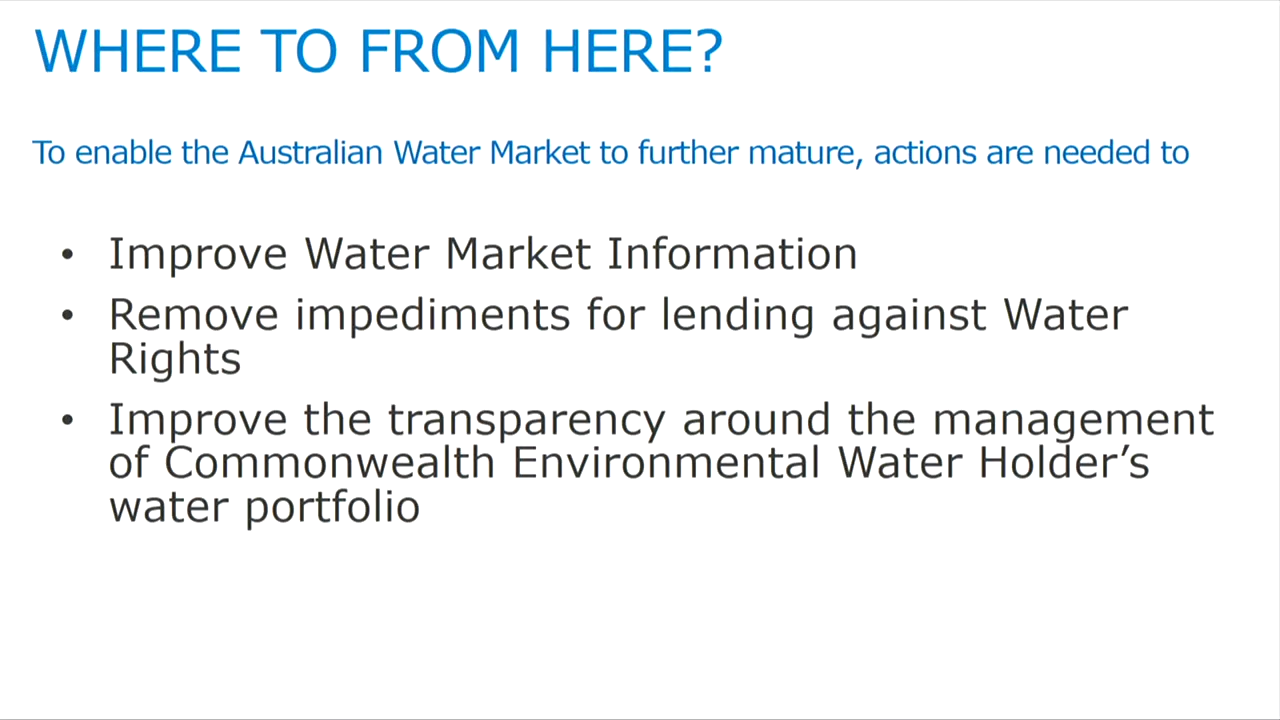 WHERE TO FROM HERE?
To enable the Australian Water Market to further mature, actions are needed to
• Improve Water Market Information
• Remove impediments for lending against Water
Rights
• Improve the transparency around the management
of Commonwealth Environmental Water Holder’s
water portfolio